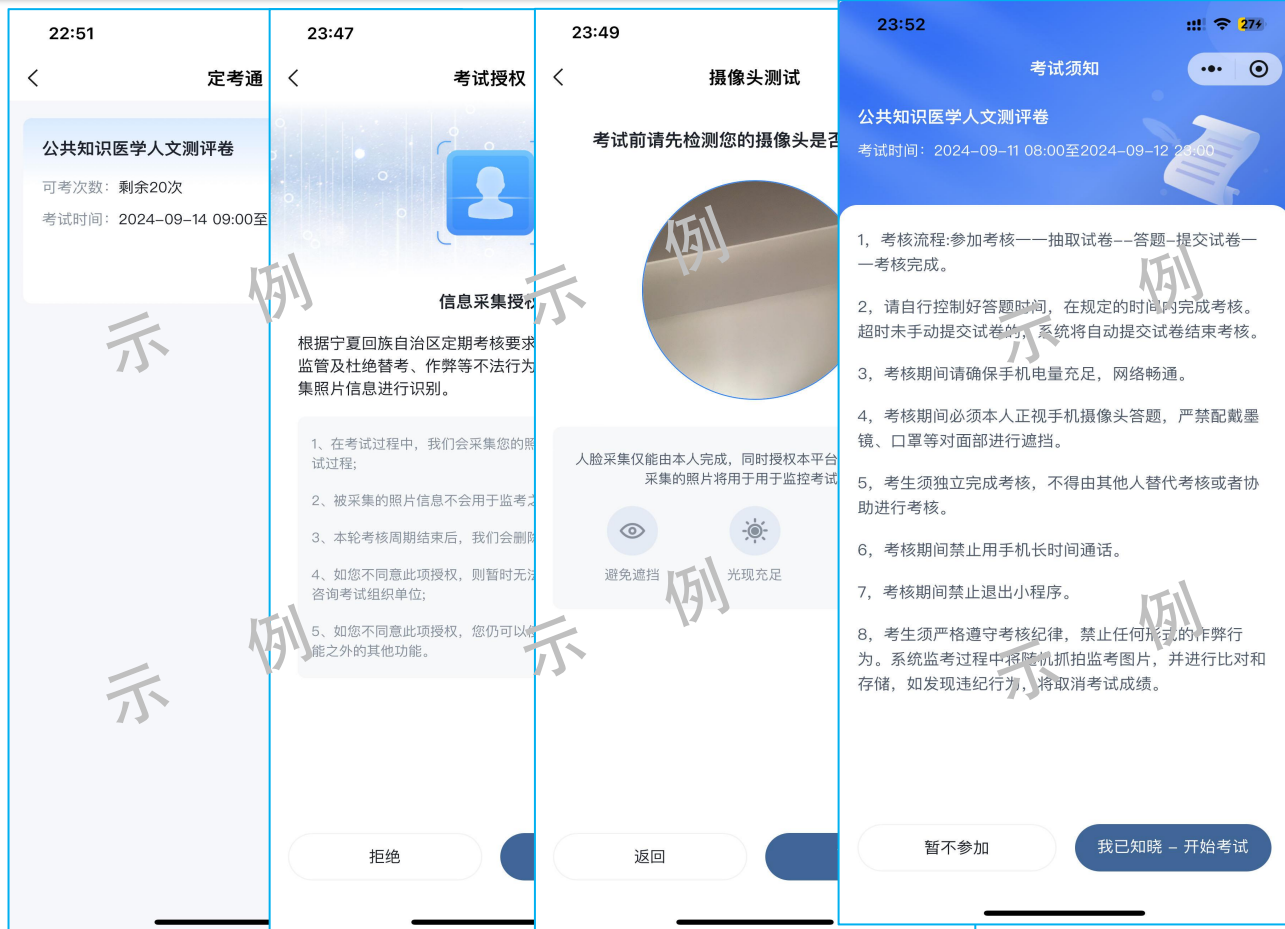 22:51
定考通
公共知识医学人文测评卷
可考次数：剩余20次
考试时间：2024-09-14 09:00至
示
例
示
例
23:47
考试授权
信息采集授权
根据宁夏回族自治区定期考核要求
监管及杜绝替考、作弊等不法行为
集照片信息进行识别。
1、在考试过程中，我们会采集您的照
试过程;
2、被采集的照片信息不会用于监考之
3、本轮考核周期结束后，我们会删除
4、如您不同意此项授权，则暂时无法
咨询考试组织单位;
5、如您不同意此项授权，您仍可以使
能之外的其他功能。
拒绝
23:49
摄像头测试
考试前请先检测您的摄像头是否
示
例
人脸采集仅能由本人完成，同时授权本平台
采集的照片将用于用于监控考试
避免遮挡
光现充足
示
例
返回
23:52
27
考试须知
公共知识医学人文测评卷
考试时间：2024-09-11 08:00至2024-09-12 23:00
1，考核流程:参加考核一一抽取试卷--答题-提交试卷一
一考核完成。
2，请自行控制好答题时间，在规定的时间内完成考核。
超时未手动提交试卷的，系统将自动提交试卷结束考核。
3，考核期间请确保手机电量充足，网络畅通。
4，考核期间必须本人正视手机摄像头答题，严禁配戴墨
镜、口罩等对面部进行遮挡。
5，考生须独立完成考核，不得由其他人替代考核或者协
助进行考核。
6，考核期间禁止用手机长时间通话。
7，考核期间禁止退出小程序。
8，考生须严格遵守考核纪律，禁止任何形式的作弊行
为。系统监考过程中将随机抓拍监考图片，并进行比对和
存储，如发现违纪行为，将取消考试成绩。
示
例
示
例
暂不参加
我已知晓 – 开始考试